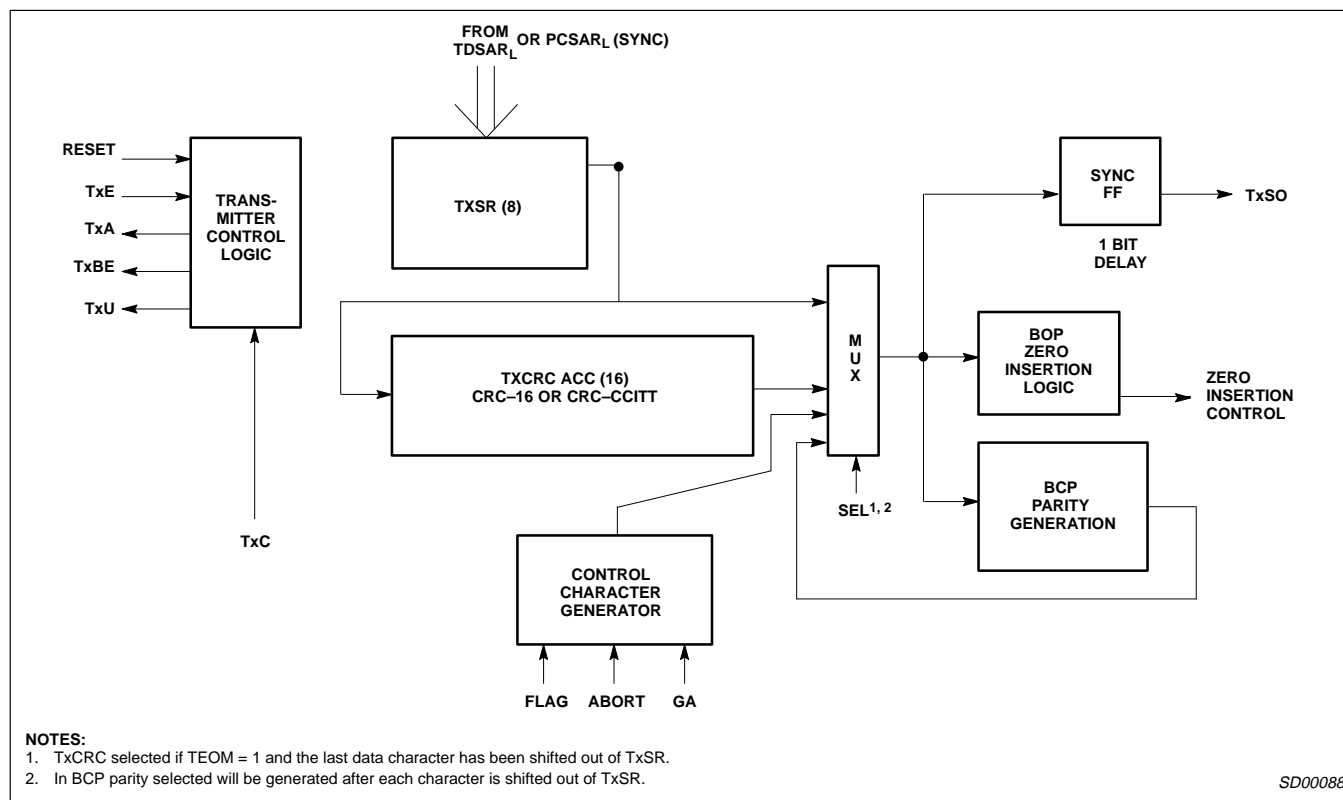 FROM
TDSARL OR PCSARL (SYNC)
RESET
TxE
TxA
TxBE
TxU
TRANS-
MITTER
CONTROL
LOGIC
TxC
TXSR (8)
TXCRC ACC (16)
CRC–16 OR CRC–CCITT
CONTROL
CHARACTER
GENERATOR
FLAG
ABORT
GA
M
U
X
SEL1, 2
SYNC
FF
1 BIT
DELAY
TxSO
BOP
ZERO
INSERTION
LOGIC
ZERO
INSERTION
CONTROL
BCP
PARITY
GENERATION
NOTES:
1. TxCRC selected if TEOM = 1 and the last data character has been shifted out of TxSR.
2. In BCP parity selected will be generated after each character is shifted out of TxSR.
SD00088